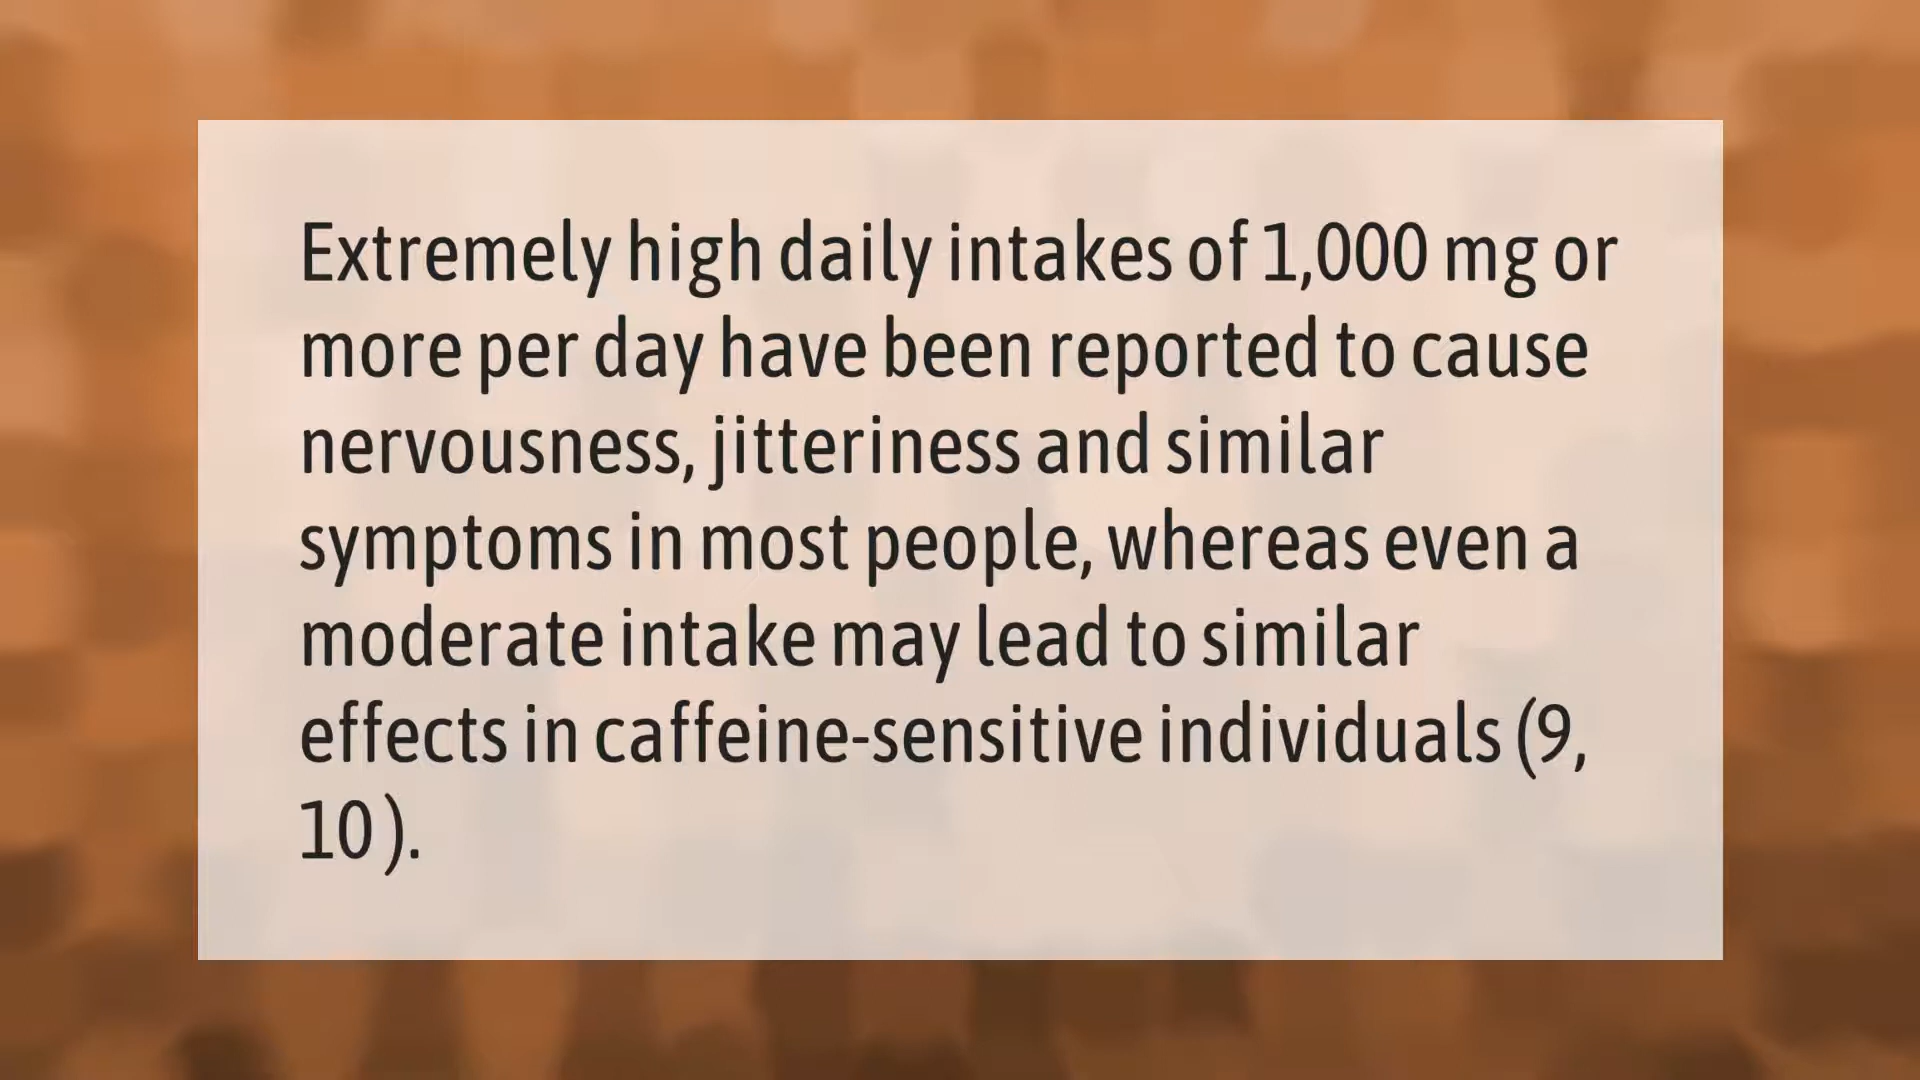 Extremely high daily intakes of 1,000 mg or
more per day have been reported to cause
nervousness, jitteriness and similar
symptoms in most people, whereas even a
moderate intake may lead to similar
effects in caffeine-sensitive individuals (9,
10 ).